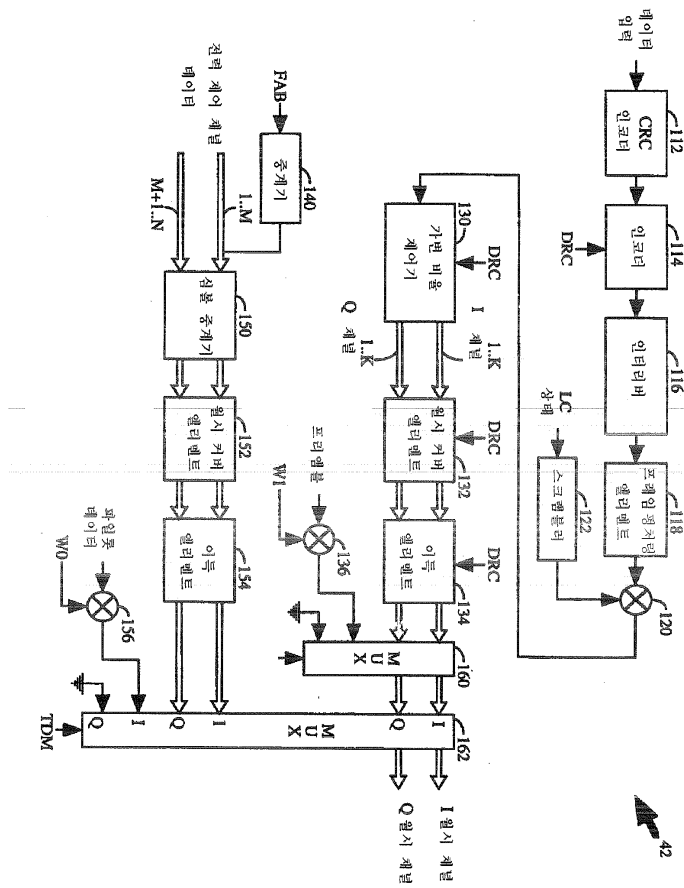 42
데이터
입력
112
CRC
인코더
114
인코더
DRC
116
인터리버
118
프레임 펑처링
엘리먼트
120
LC
상태
122
스크램블러
130
가변 비율
제어기
DRC
I 채널
1..K
Q 채널
1..K
132
월시 커버
엘리먼트
DRC
134
이득
엘리먼트
DRC
프리앰블
W1
136
160
MUX
FAB
140
중계기
전력 제어 채널
데이터
1..M
M+1..N
150
심볼 중계기
152
월시 커버
엘리먼트
154
이득
엘리먼트
파일롯
데이터
W0
156
162
MUX
I
Q
I
Q
I
Q
TDM
I 월시 채널
Q 월시 채널